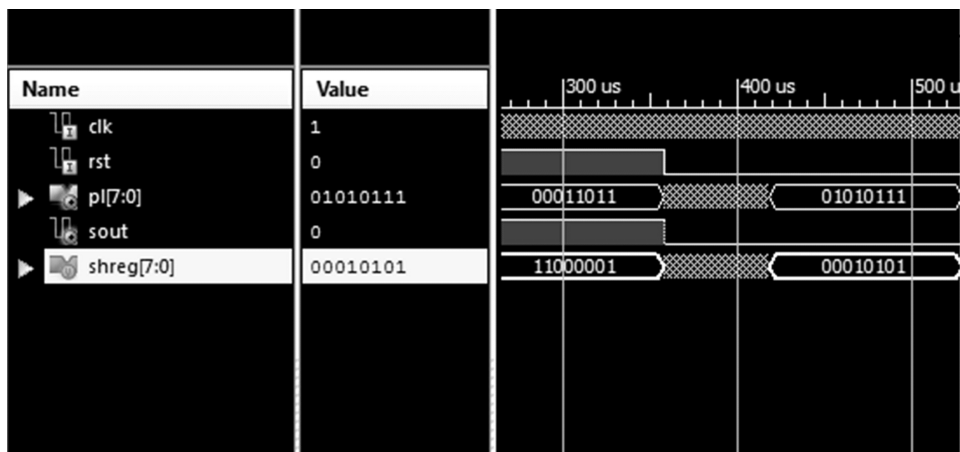 Name Value 300 us 400 us 500 u
clk 1
rst 0
pl[7:0] 01010111 00011011 01010111
sout 0
shreg[7:0] 00010101 11000001 00010101